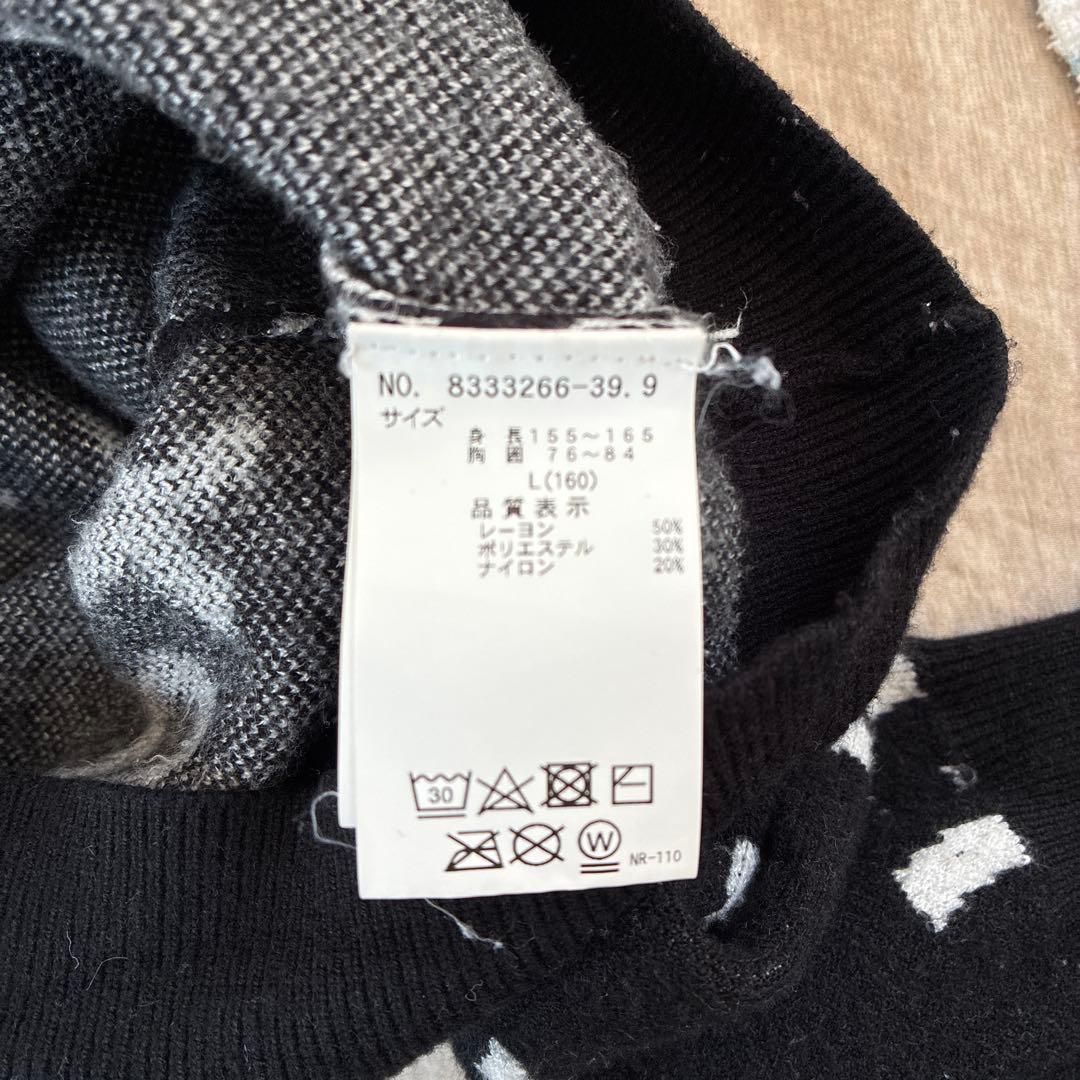 NO. 8333266-39.9
サイズ
身長155～165
胸囲 76～84
L(160)
品質表示
レーヨン 50%
ポリエステル 30%
ナイロン 20%
30
W NR-110